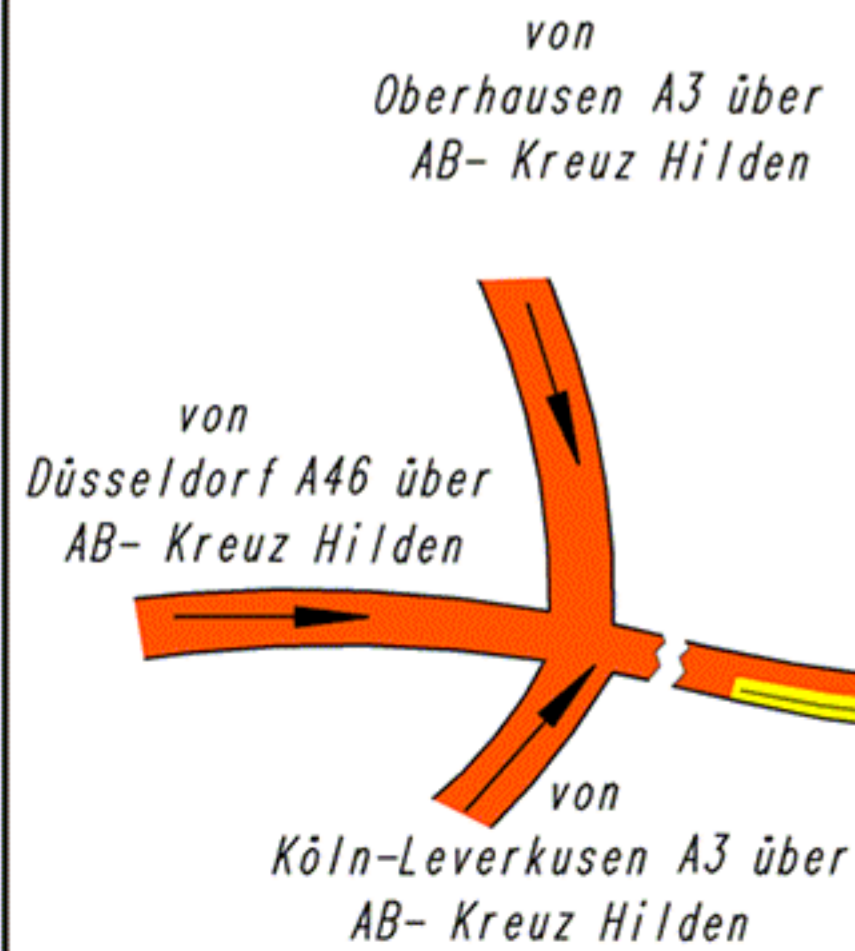 von
Oberhausen A3 über
AB- Kreuz Hilden
von
Düsseldorf A46 über
AB- Kreuz Hilden
von
Köln-Leverkusen A3 über
AB- Kreuz Hilden